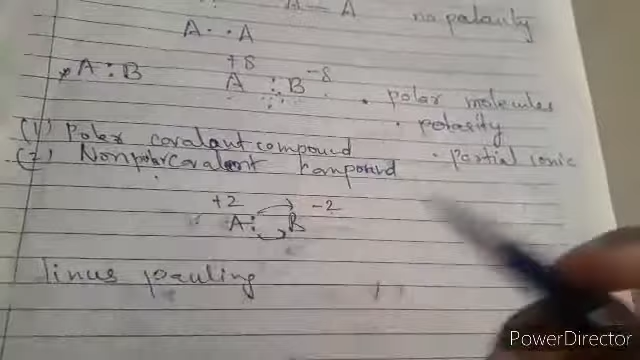 A — A
no polarity
A · · A
A : B
+δ A : B -δ
· polar molecules
· polarity
· partial ionic
(1) Polar covalant compound
(2) Nonpolar covalent compound
+2 A : B -2
linus pauling
PowerDirector